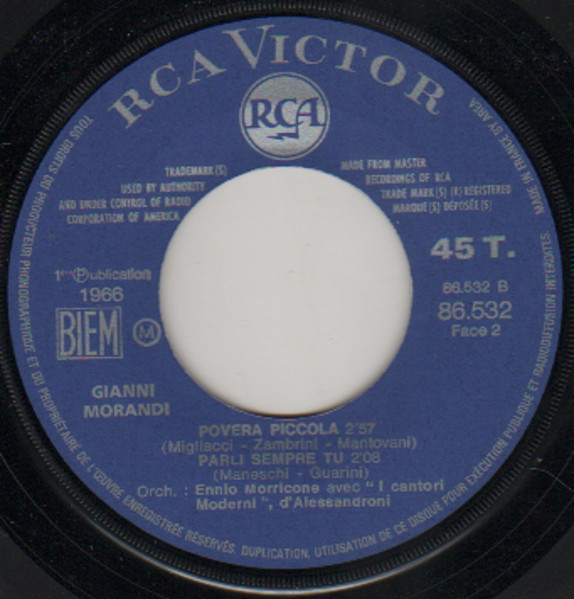 RCA VICTOR
RCA
TRADEMARK(S)
USED BY AUTHORITY
AND UNDER CONTROL OF RADIO
CORPORATION OF AMERICA
MADE FROM MASTER
RECORDINGS OF RCA
TRADE MARK(S) (R) REGISTERED
MARQUE(S) DÉPOSÉE(S)
45 T.
1ère Publication
1966
BIEM
M
86.532 B
86.532
Face 2
GIANNI
MORANDI
POVERA PICCOLA 2'57
(Migliacci - Zambrini - Mantovani)
PARLI SEMPRE TU 2'08
(Maneschi - Guarini)
Orch. : Ennio Morricone avec " I cantori
Moderni ", d'Alessandroni
TOUS DROITS DU PRODUCTEUR PHONOGRAPHIQUE ET DU PROPRIÉTAIRE DE L'ŒUVRE ENREGISTRÉE RÉSERVÉS. DUPLICATION, UTILISATION DE CE DISQUE POUR EXÉCUTION PUBLIQUE ET RADIODIFFUSION INTERDITES.
MADE IN FRANCE BY AREA